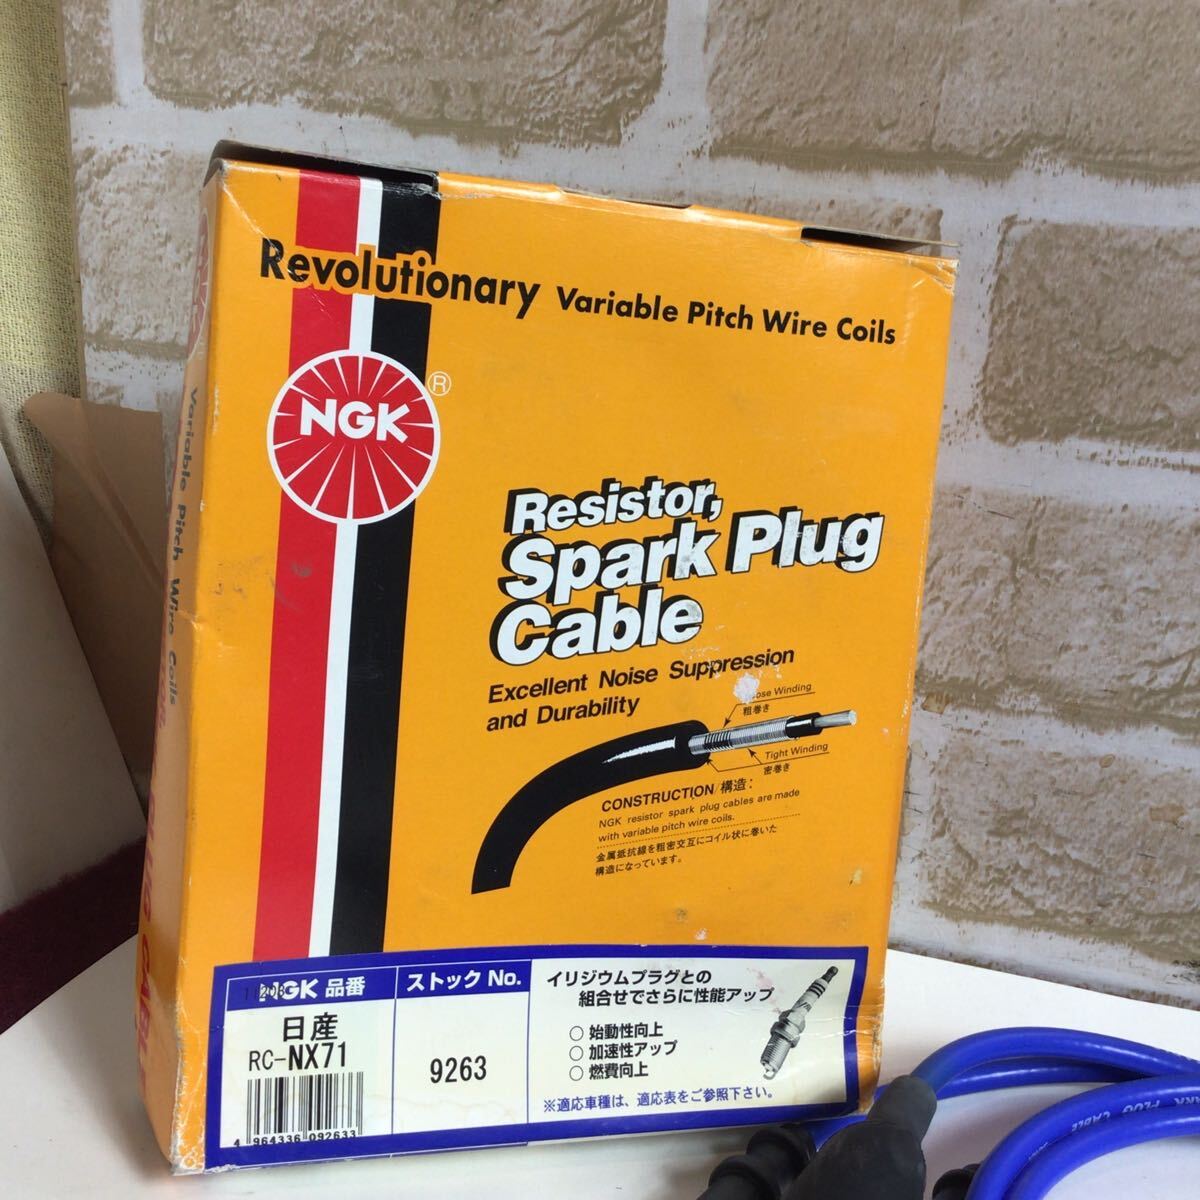 Revolutionary Variable Pitch Wire Coils
NGK ®
Resistor,
Spark Plug
Cable
Excellent Noise Suppression
and Durability
Winding
粗巻き
Tight Winding
密巻き
CONSTRUCTION/構造:
NGK resistor spark plug cables are made
with variable pitch wire coils.
金属抵抗線を粗密交互にコイル状に巻いた
構造になっています。
NGK 品番
ストックNo.
日産
RC-NX71
9263
4 964336 092633
イリジウムプラグとの
組合せでさらに性能アップ
○ 始動性向上
○ 加速性アップ
○ 燃費向上
※適応車種は、適応表をご参照下さい。
Variable Pitch Wire Coils
PLUG CABLE